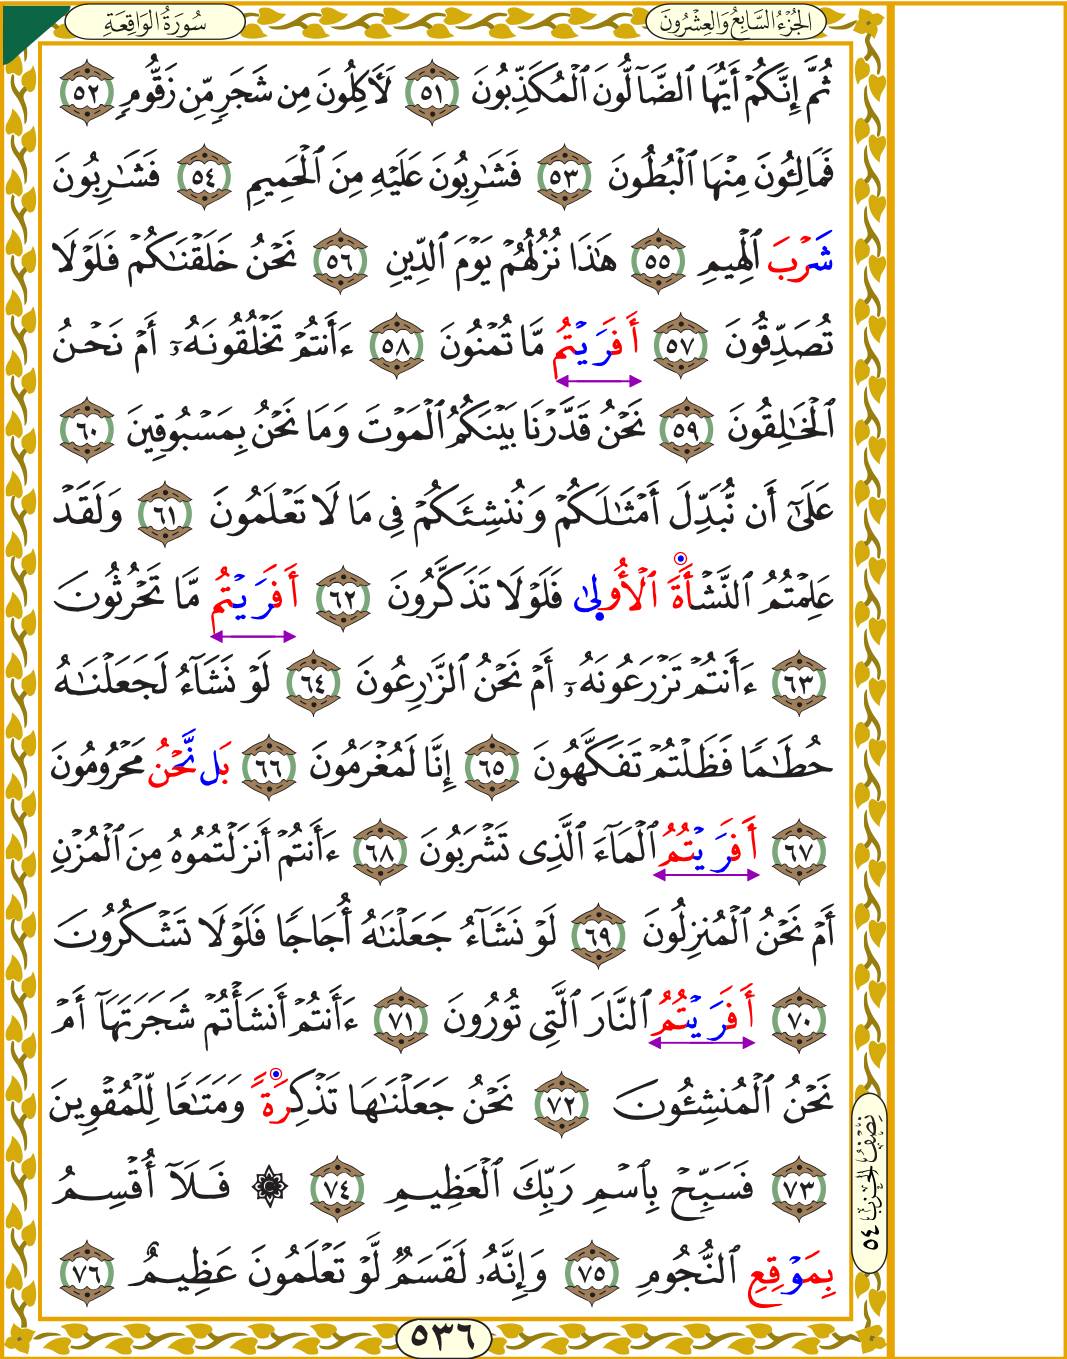 سُورَةُ الوَاقِعَةِ
الجُزْءُ السَّابِعُ وَالعِشْرُونَ
ثُمَّ إِنَّكُمْ أَيُّهَا ٱلضَّآلُّونَ ٱلْمُكَذِّبُونَ ٥١ لَأٓكِلُونَ مِن شَجَرٖ مِّن زَقُّومٖ ٥٢
فَمَالِـُٔونَ مِنْهَا ٱلْبُطُونَ ٥٣ فَشَٰرِبُونَ عَلَيْهِ مِنَ ٱلْحَمِيمِ ٥٤ فَشَٰرِبُونَ
شَرْبَ ٱلْهِيمِ ٥٥ هَٰذَا نُزُلُهُمْ يَوْمَ ٱلدِّينِ ٥٦ نَحْنُ خَلَقْنَٰكُمْ فَلَوْلَا
تُصَدِّقُونَ ٥٧ أَفَرَيْتُم مَّا تُمْنُونَ ٥٨ ءَأَنتُمْ تَخْلُقُونَهُۥٓ أَمْ نَحْنُ
ٱلْخَٰلِقُونَ ٥٩ نَحْنُ قَدَّرْنَا بَيْنَكُمُ ٱلْمَوْتَ وَمَا نَحْنُ بِمَسْبُوقِينَ ٦٠
عَلَىٰٓ أَن نُّبَدِّلَ أَمْثَٰلَكُمْ وَنُنشِئَكُمْ فِى مَا لَا تَعْلَمُونَ ٦١ وَلَقَدْ
عَلِمْتُمُ ٱلنَّشْأَةَ ٱلْأُولَىٰ فَلَوْلَا تَذَكَّرُونَ ٦٢ أَفَرَيْتُم مَّا تَحْرُثُونَ
٦٣ ءَأَنتُمْ تَزْرَعُونَهُۥٓ أَمْ نَحْنُ ٱلزَّٰرِعُونَ ٦٤ لَوْ نَشَآءُ لَجَعَلْنَٰهُ
حُطَٰمًا فَظَلْتُمْ تَفَكَّهُونَ ٦٥ إِنَّا لَمُغْرَمُونَ ٦٦ بَل نَّحْنُ مَحْرُومُونَ
٦٧ أَفَرَيْتُمُ ٱلْمَآءَ ٱلَّذِى تَشْرَبُونَ ٦٨ ءَأَنتُمْ أَنزَلْتُمُوهُ مِنَ ٱلْمُزْنِ
أَمْ نَحْنُ ٱلْمُنزِلُونَ ٦٩ لَوْ نَشَآءُ جَعَلْنَٰهُ أُجَاجًا فَلَوْلَا تَشْكُرُونَ
٧٠ أَفَرَيْتُمُ ٱلنَّارَ ٱلَّتِى تُورُونَ ٧١ ءَأَنتُمْ أَنشَأْتُمْ شَجَرَتَهَآ أَمْ
نَحْنُ ٱلْمُنشِـُٔونَ ٧٢ نَحْنُ جَعَلْنَٰهَا تَذْكِرَةً وَمَتَٰعًا لِّلْمُقْوِينَ
٧٣ فَسَبِّحْ بِٱسْمِ رَبِّكَ ٱلْعَظِيمِ ٧٤ ۞ فَلَآ أُقْسِمُ
بِمَوْقِعِ ٱلنُّجُومِ ٧٥ وَإِنَّهُۥ لَقَسَمٌ لَّوْ تَعْلَمُونَ عَظِيمٌ ٧٦
نِصْفُ الحِزْبِ ٥٤
٥٣٦